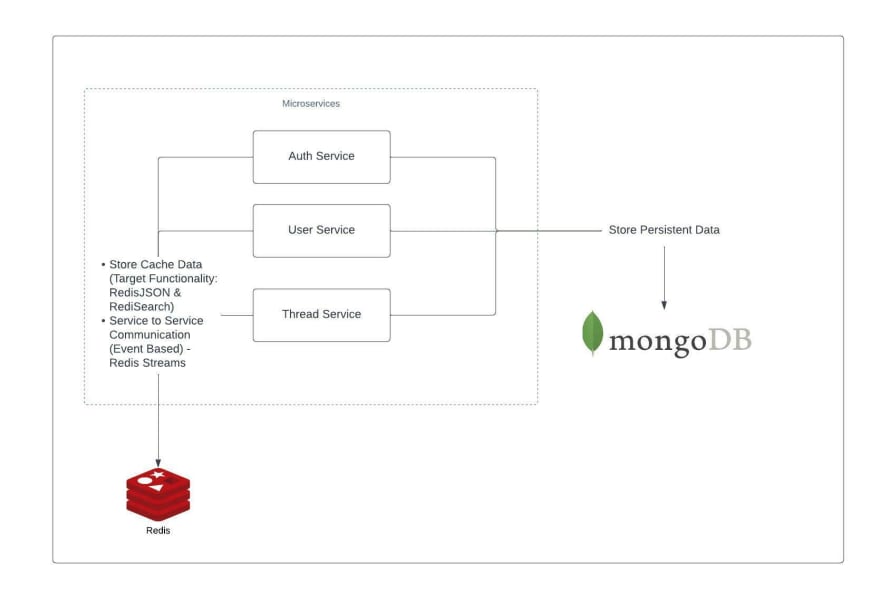 Microservices
Auth Service
User Service
Store Persistent Data
• Store Cache Data
(Target Functionality:
RedisJSON &
RediSearch)
• Service to Service
Communication
(Event Based) -
Redis Streams
Thread Service
mongoDB
Redis